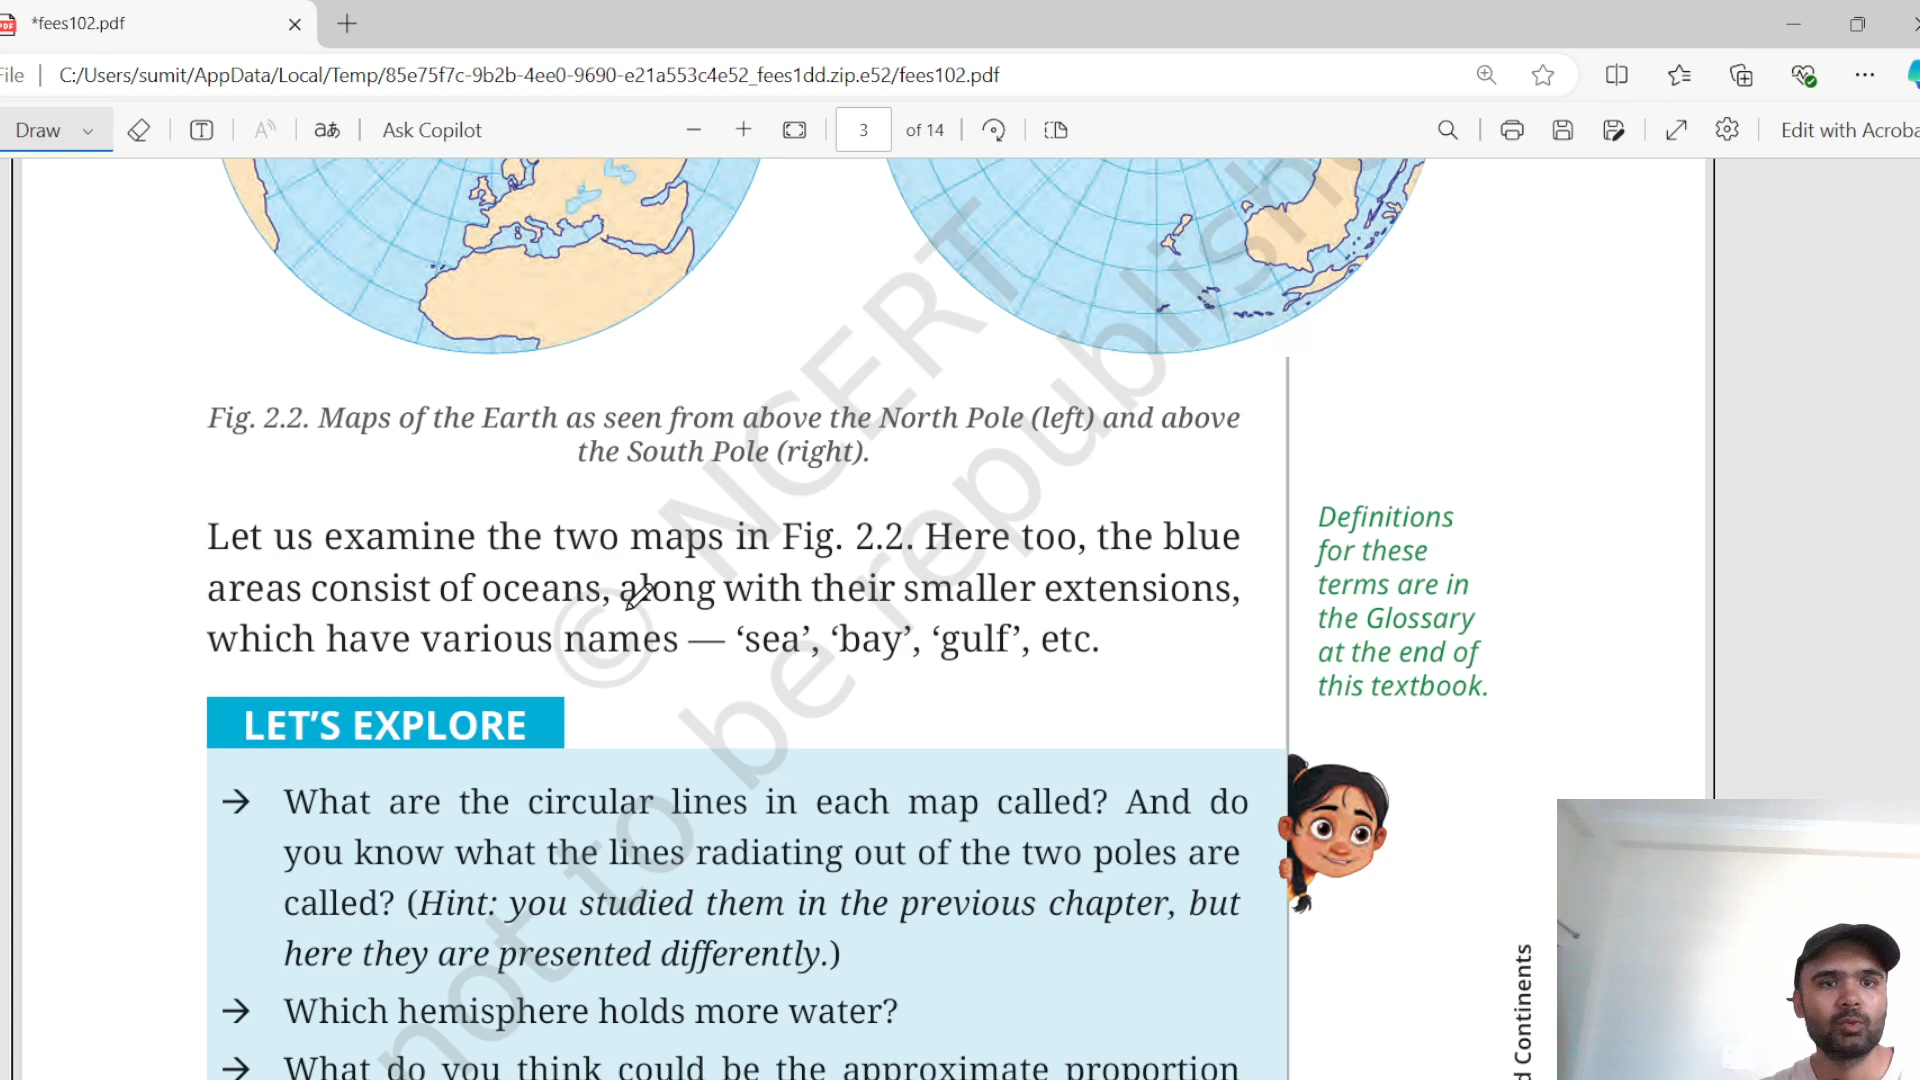 *fees102.pdf
File
C:/Users/sumit/AppData/Local/Temp/85e75f7c-9b2b-4ee0-9690-e21a553c4e52_fees1dd.zip.e52/fees102.pdf
Draw
T
aあ
Ask Copilot
3 of 14
Edit with Acroba
Fig. 2.2. Maps of the Earth as seen from above the North Pole (left) and above
the South Pole (right).
Let us examine the two maps in Fig. 2.2. Here too, the blue
areas consist of oceans, along with their smaller extensions,
which have various names — ‘sea’, ‘bay’, ‘gulf’, etc.
Definitions
for these
terms are in
the Glossary
at the end of
this textbook.
LET’S EXPLORE
→ What are the circular lines in each map called? And do
you know what the lines radiating out of the two poles are
called? (Hint: you studied them in the previous chapter, but
here they are presented differently.)
→ Which hemisphere holds more water?
→ What do you think could be the approximate proportion
d Continents
© NCERT
not to be republish